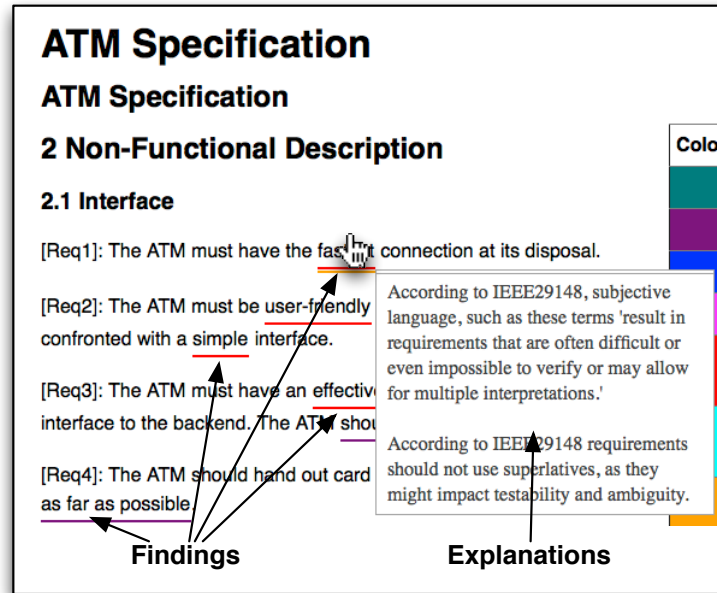 ATM Specification
ATM Specification
2 Non-Functional Description
Colo
2.1 Interface
[Req1]: The ATM must have the connection at its disposal.
[Req2]: The ATM must be user-friendly
confronted with a simple interface.
[Req3]: The ATM must have an effective
interface to the backend. The ATM shou
[Req4]: The ATM should hand out card
as far as possible.
According to IEEE29148, subjective
language, such as these terms 'result in
requirements that are often difficult or
even impossible to verify or may allow
for multiple interpretations.'
According to IEEE29148 requirements
should not use superlatives, as they
might impact testability and ambiguity.
Findings
Explanations